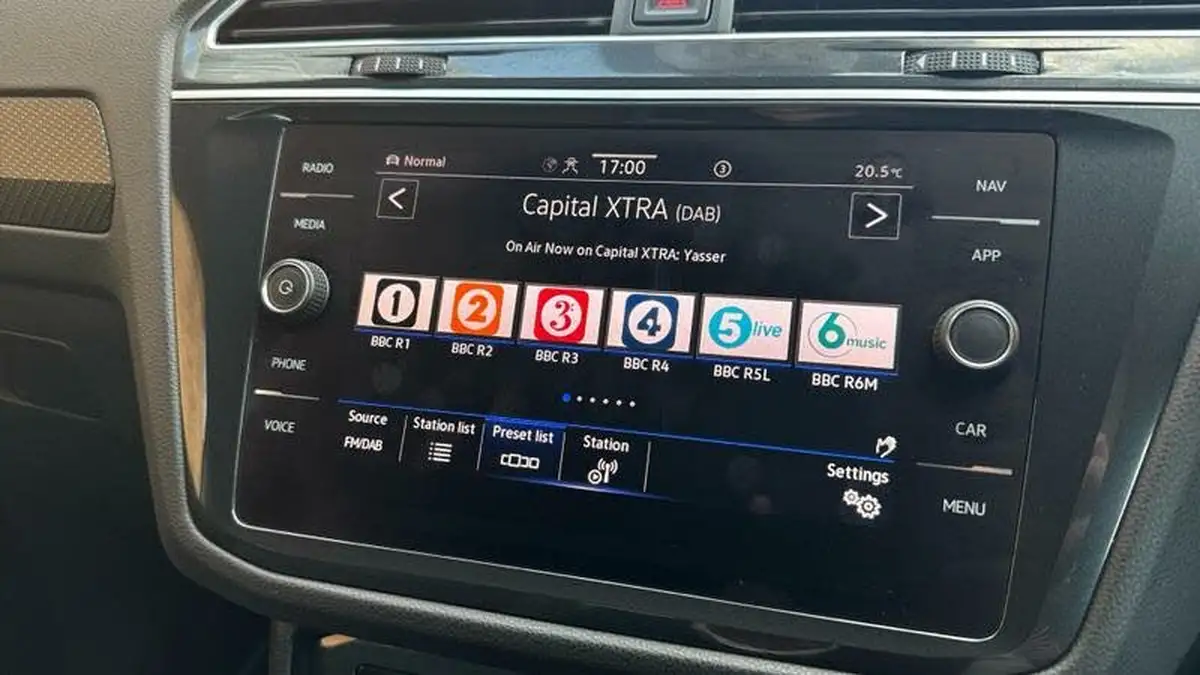 RADIO
MEDIA
PHONE
VOICE
Normal
17:00
3
20.5°C
<
Capital XTRA (DAB)
>
On Air Now on Capital XTRA: Yasser
1
2
3
4
5 live
6 music
BBC R1
BBC R2
BBC R3
BBC R4
BBC R5L
BBC R6M
Source
FM/DAB
Station list
Preset list
Station
Settings
NAV
APP
CAR
MENU